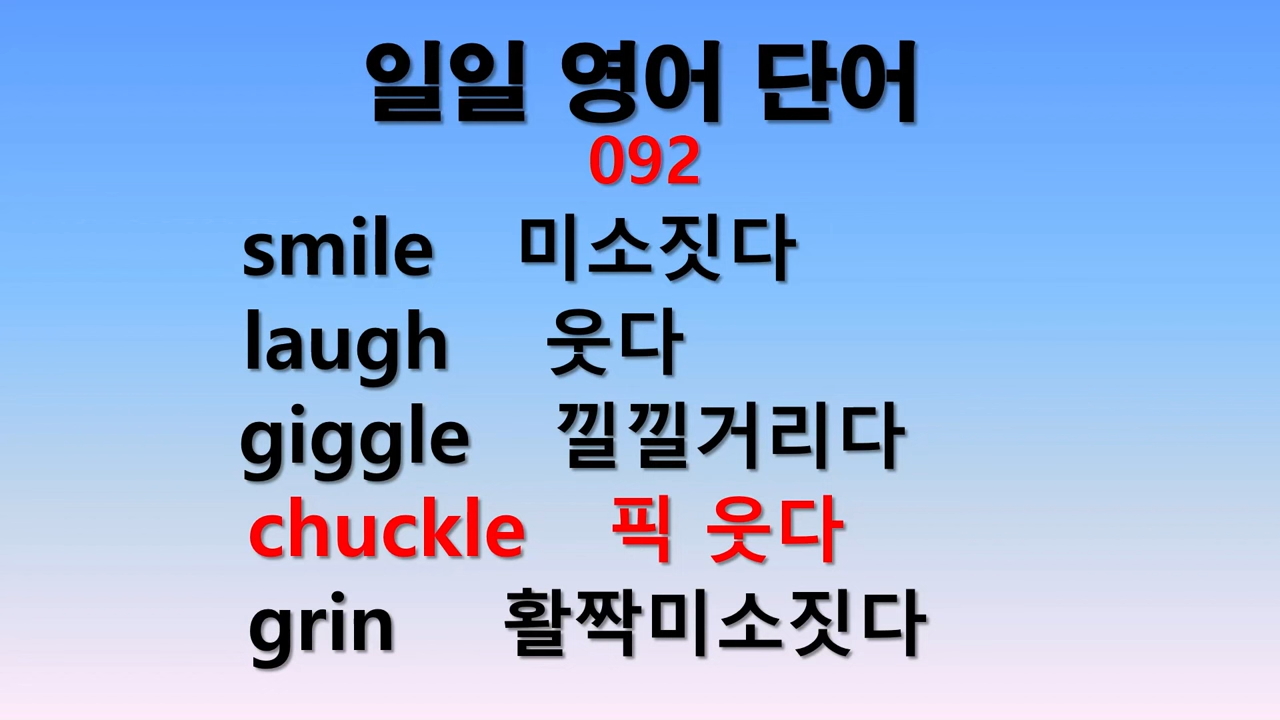 일일 영어 단어
092
smile 미소짓다
laugh 웃다
giggle 낄낄거리다
chuckle 픽 웃다
grin 활짝미소짓다